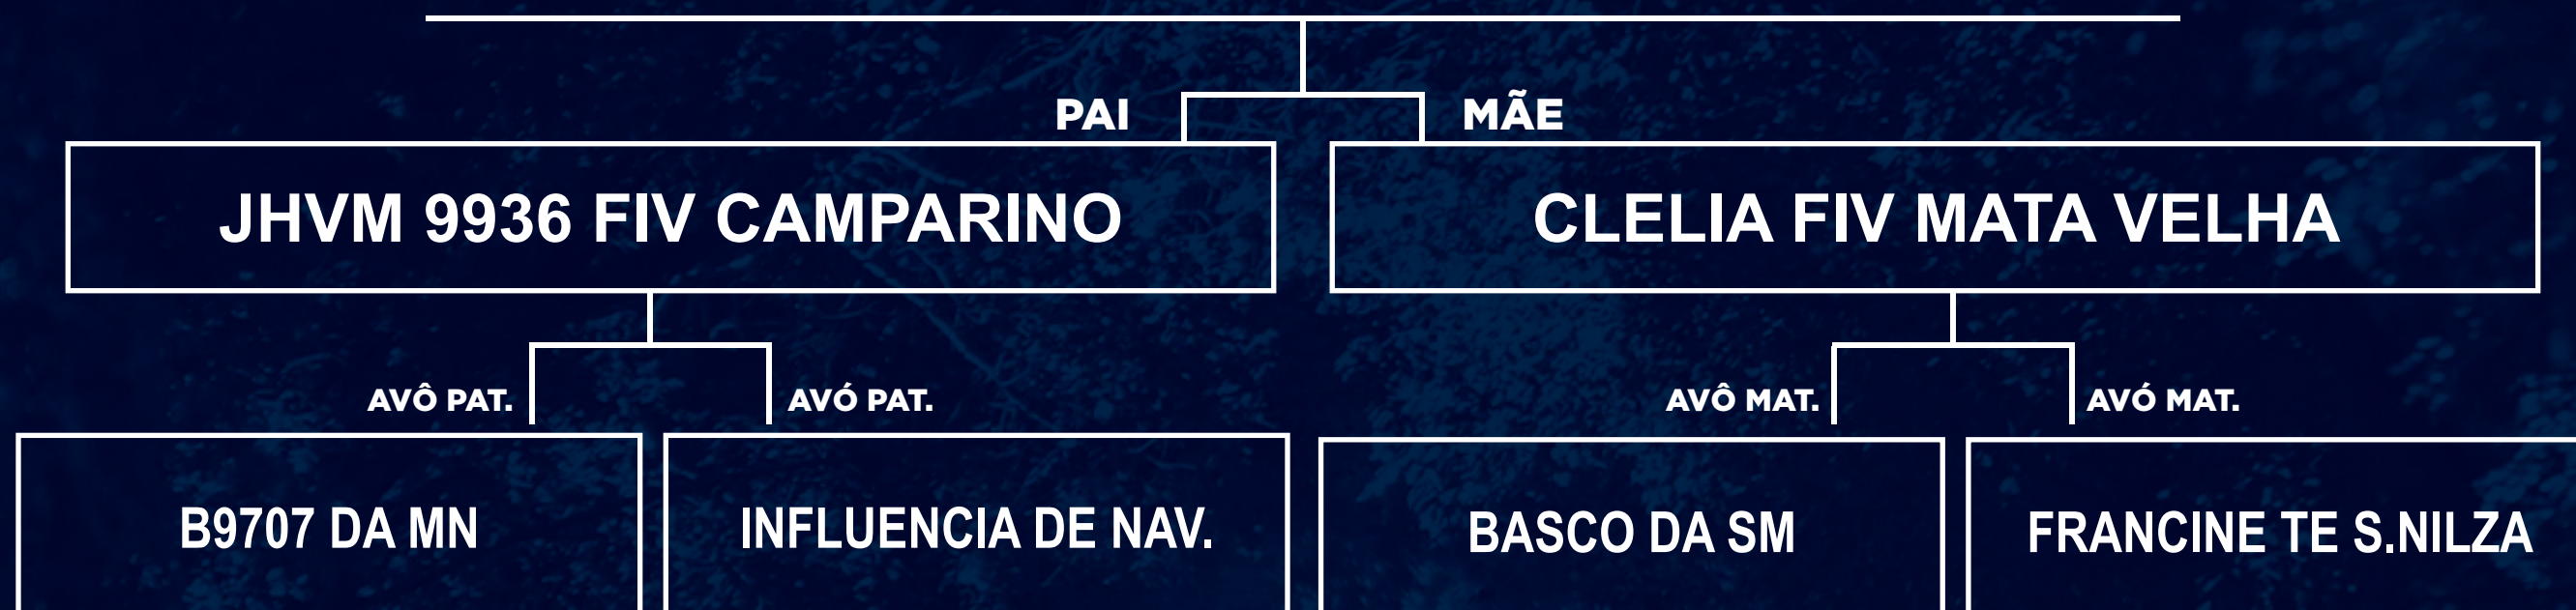 PAI
MÃE
JHVM 9936 FIV CAMPARINO
CLELIA FIV MATA VELHA
AVÔ PAT.
AVÓ PAT.
AVÔ MAT.
AVÓ MAT.
B9707 DA MN
INFLUENCIA DE NAV.
BASCO DA SM
FRANCINE TE S.NILZA